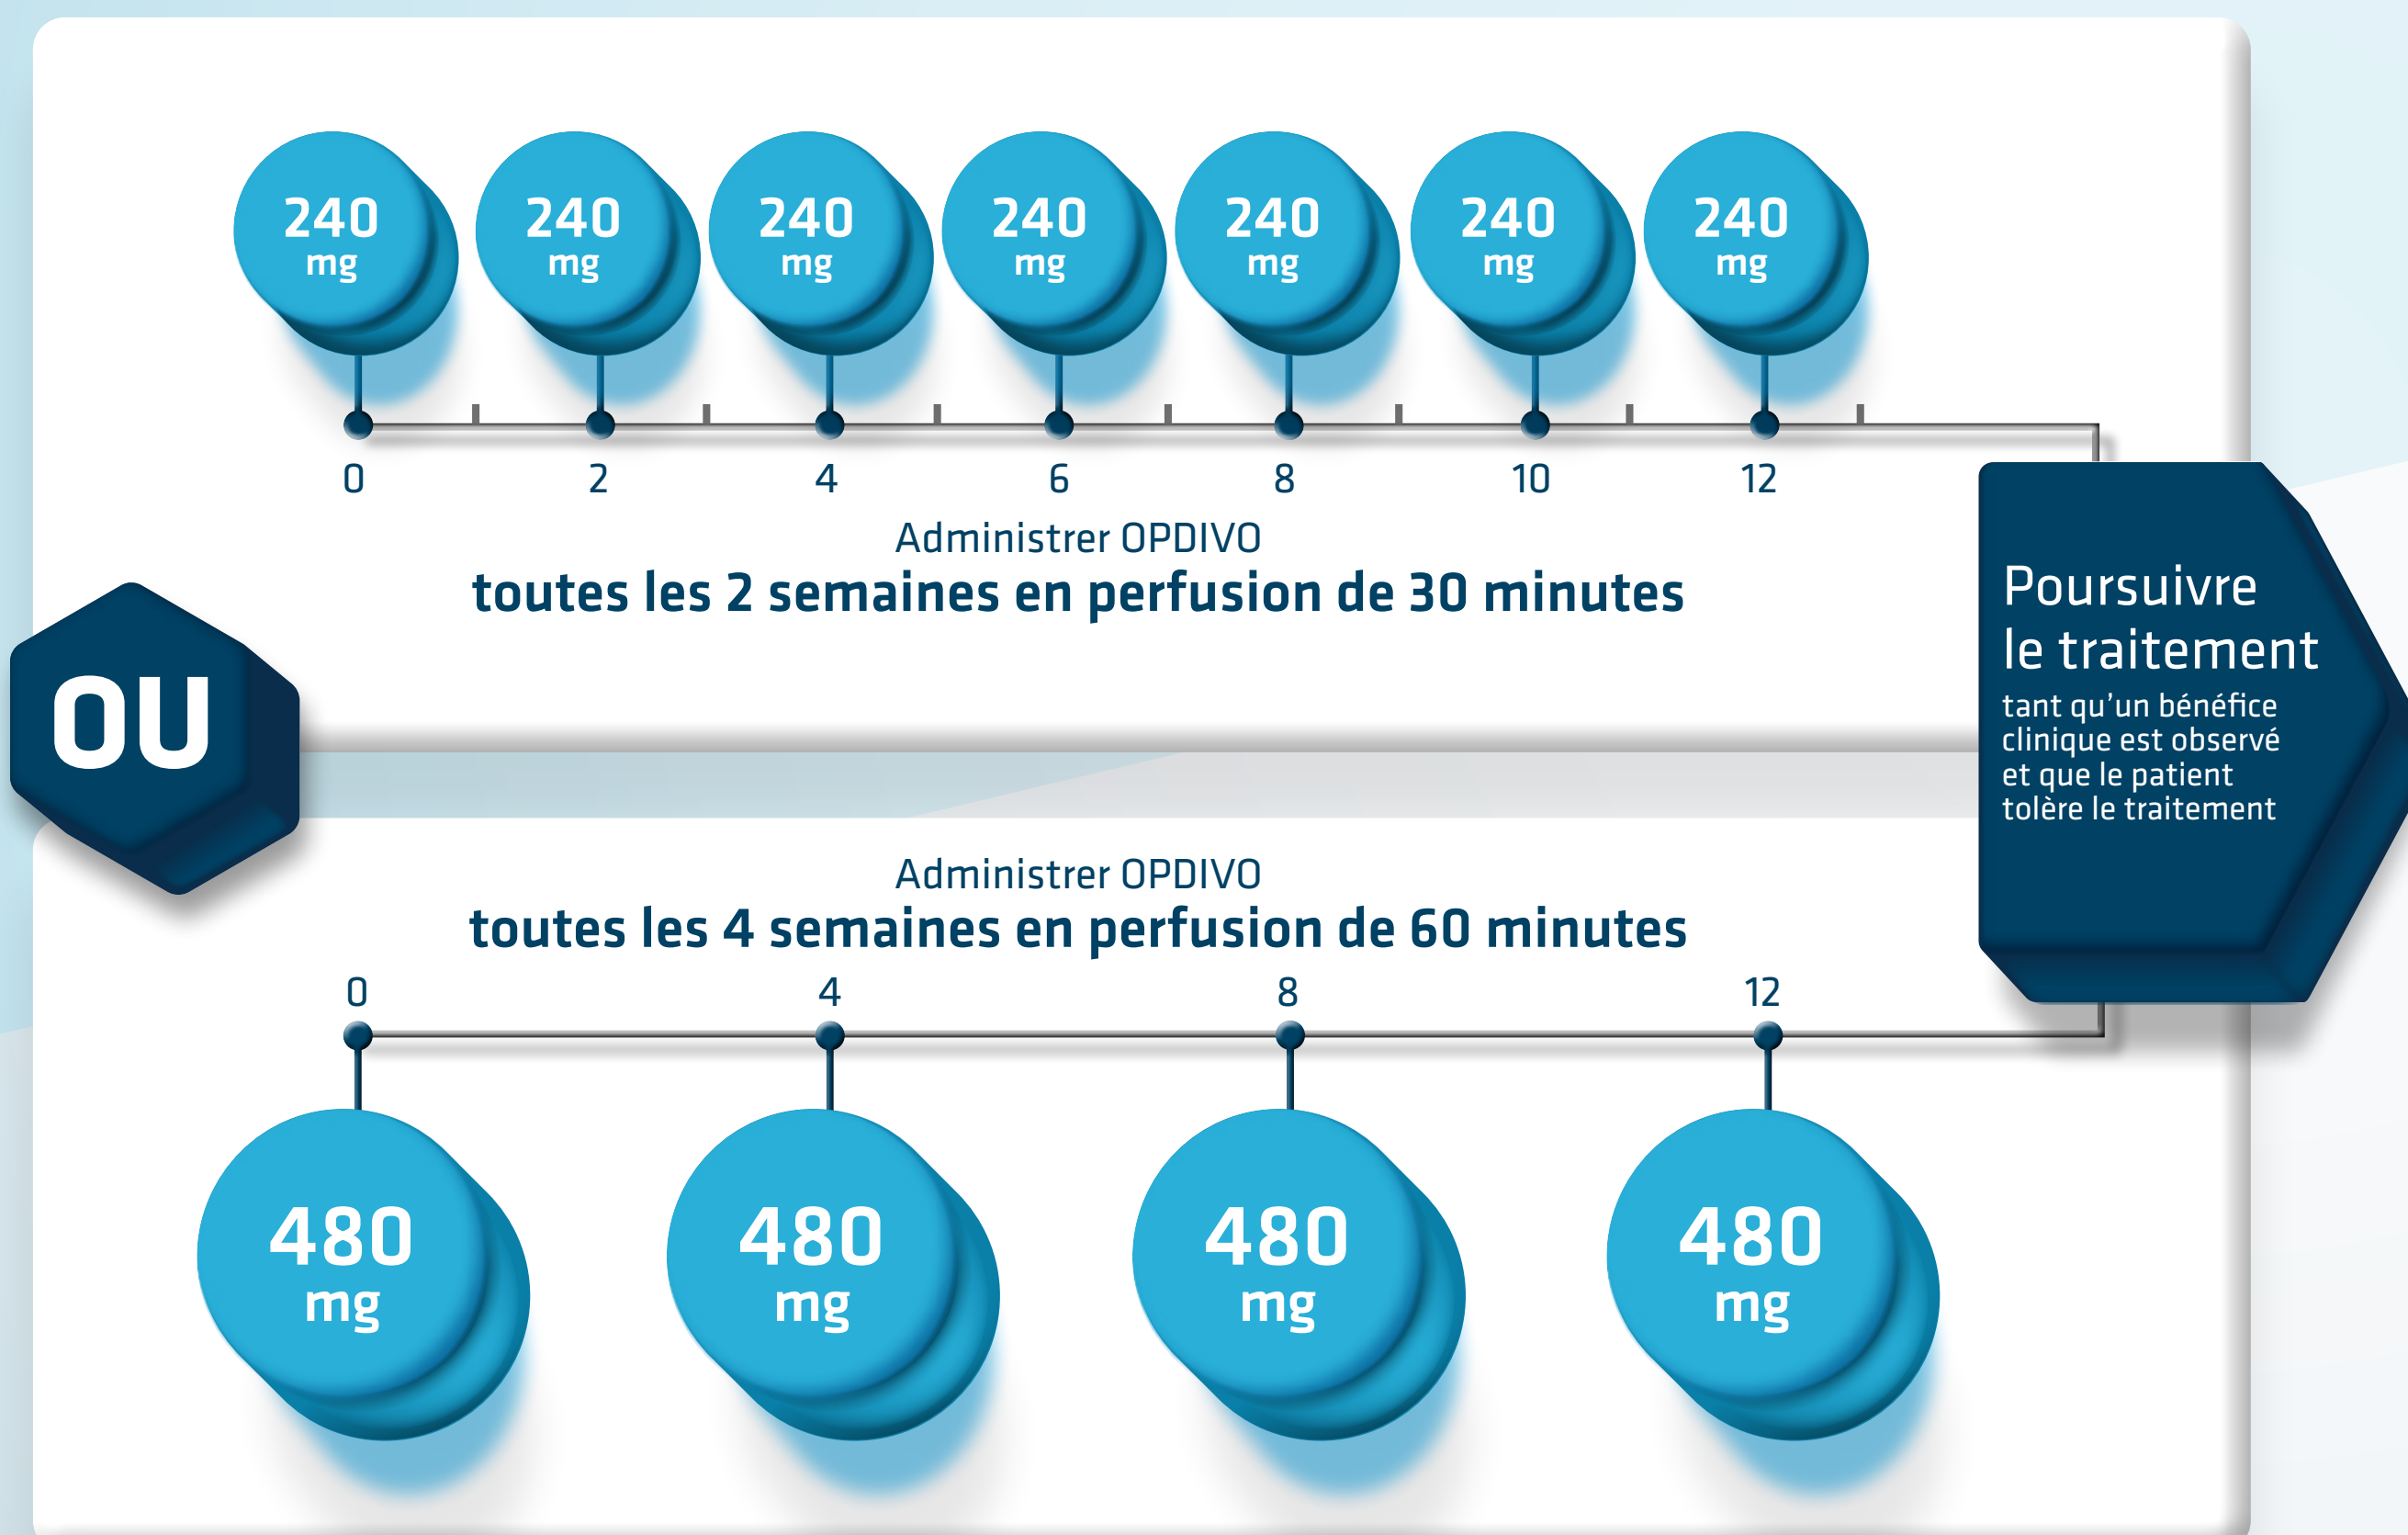 240 240 240 240 240 240 240
mg mg mg mg mg mg mg
0 2 4 6 8 10 12
Administrer OPDIVO
toutes les 2 semaines en perfusion de 30 minutes
OU
Poursuivre
le traitement
tant qu’un bénéfice
clinique est observé
et que le patient
tolère le traitement
Administrer OPDIVO
toutes les 4 semaines en perfusion de 60 minutes
0 4 8 12
480 480 480 480
mg mg mg mg